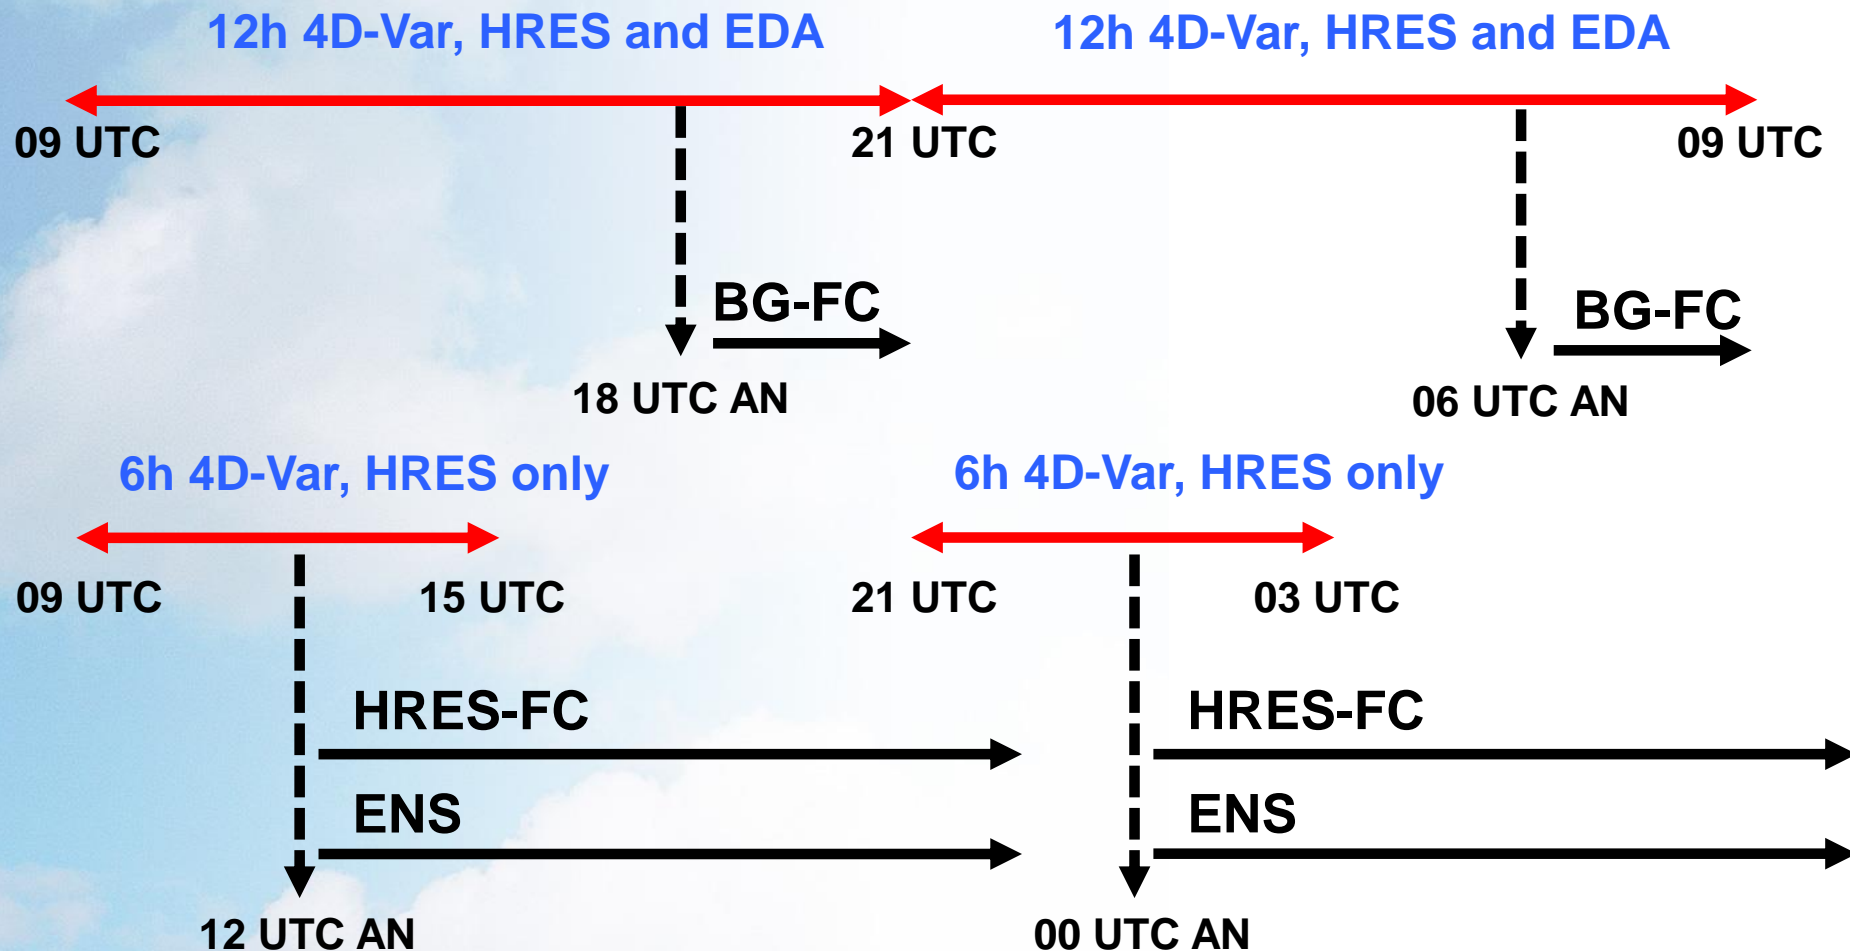 12h 4D-Var, HRES and EDA
12h 4D-Var, HRES and EDA
09 UTC
21 UTC
09 UTC
BG-FC
BG-FC
18 UTC AN
06 UTC AN
6h 4D-Var, HRES only
6h 4D-Var, HRES only
09 UTC
15 UTC
21 UTC
03 UTC
HRES-FC
HRES-FC
ENS
ENS
12 UTC AN
00 UTC AN